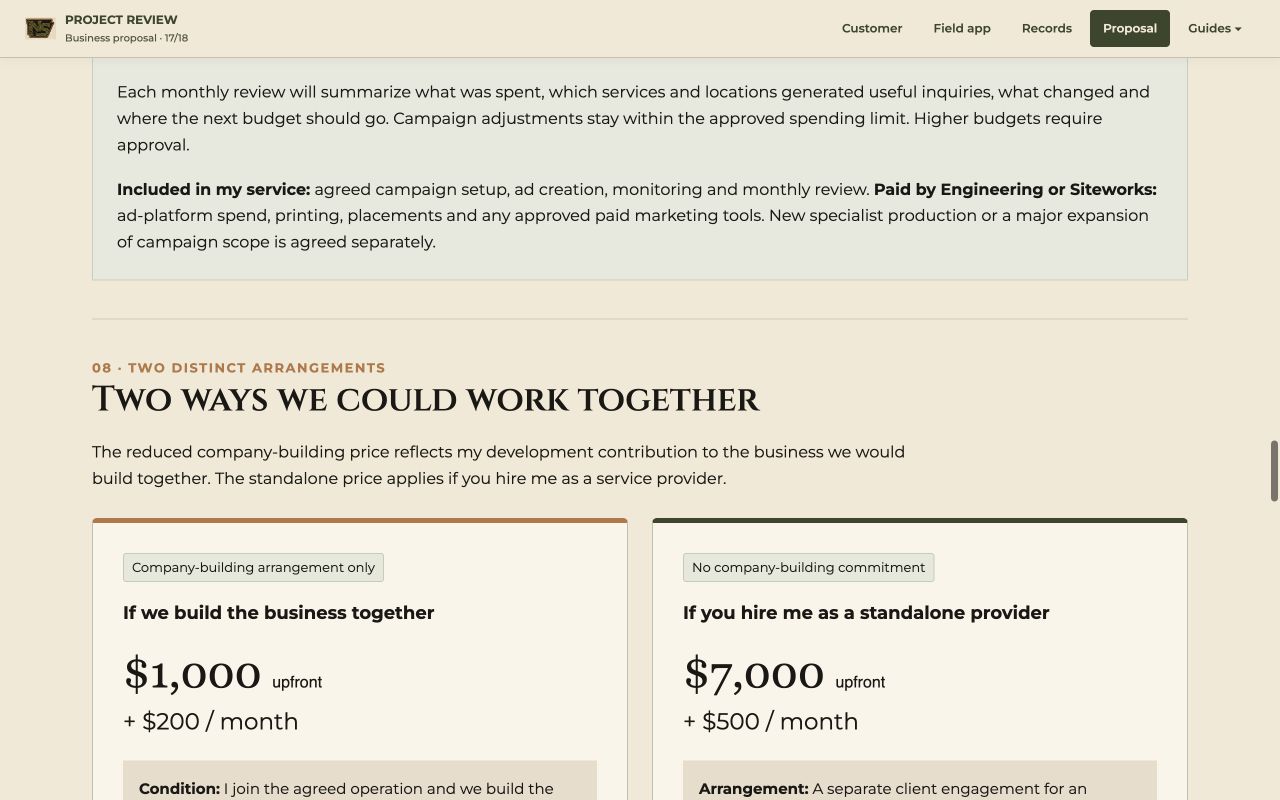 PROJECT REVIEW
Business proposal · 17/18
Customer
Field app
Records
Proposal
Guides
Each monthly review will summarize what was spent, which services and locations generated useful inquiries, what changed and
where the next budget should go. Campaign adjustments stay within the approved spending limit. Higher budgets require
approval.
Included in my service: agreed campaign setup, ad creation, monitoring and monthly review. Paid by Engineering or Siteworks:
ad-platform spend, printing, placements and any approved paid marketing tools. New specialist production or a major expansion
of campaign scope is agreed separately.
08 · TWO DISTINCT ARRANGEMENTS
Two ways we could work together
The reduced company-building price reflects my development contribution to the business we would
build together. The standalone price applies if you hire me as a service provider.
Company-building arrangement only
If we build the business together
$1,000 upfront
+ $200 / month
Condition: I join the agreed operation and we build the
No company-building commitment
If you hire me as a standalone provider
$7,000 upfront
+ $500 / month
Arrangement: A separate client engagement for an